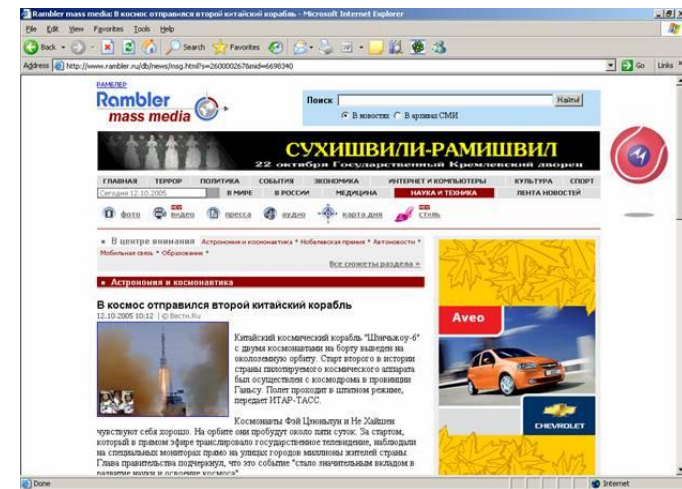 Rambler mass media: В космос отправился второй китайский корабль - Microsoft Internet Explorer
File Edit View Favorites Tools Help
Back Search Favorites
Address http://www.rambler.ru/db/news/msg.html?s=260000267&mid=6698340 Go Links
РАМБЛЕР
Rambler
mass media
Поиск Найти!
В новостях В архивах СМИ
СУХИШВИЛИ-РАМИШВИЛИ
22 октября Государственный Кремлевский дворец
ГЛАВНАЯ ТЕРРОР ПОЛИТИКА СОБЫТИЯ ЭКОНОМИКА ИНТЕРНЕТ И КОМПЬЮТЕРЫ КУЛЬТУРА СПОРТ
Сегодня 12.10.2005 В МИРЕ В РОССИИ МЕДИЦИНА НАУКА И ТЕХНИКА ЛЕНТА НОВОСТЕЙ
фото NEW видео пресса аудио карта дня NEW стиль
В центре внимания Астрономия и космонавтика * Нобелевская премия * Автоновости *
Мобильная связь * Образование *
Все сюжеты раздела »
Астрономия и космонавтика
В космос отправился второй китайский корабль
12.10.2005 10:12 | © Вести.Ru
Китайский космический корабль "Шэньчжоу-6"
с двумя космонавтами на борту выведен на
околоземную орбиту. Старт второго в истории
страны пилотируемого космического аппарата
был осуществлен с космодрома в провинции
Ганьсу. Полет проходит в штатном режиме,
передает ИТАР-ТАСС.
Космонавты Фэй Цзюньлун и Не Хайшен
чувствуют себя хорошо. На орбите они пробудут около пяти суток. За стартом,
который в прямом эфире транслировало государственное телевидение, наблюдали
на специальных мониторах прямо на улицах городов миллионы жителей страны.
Глава правительства подчеркнул, что это событие "стало значительным вкладом в
развитие науки и освоение космоса"
Aveo
CHEVROLET
Done Internet